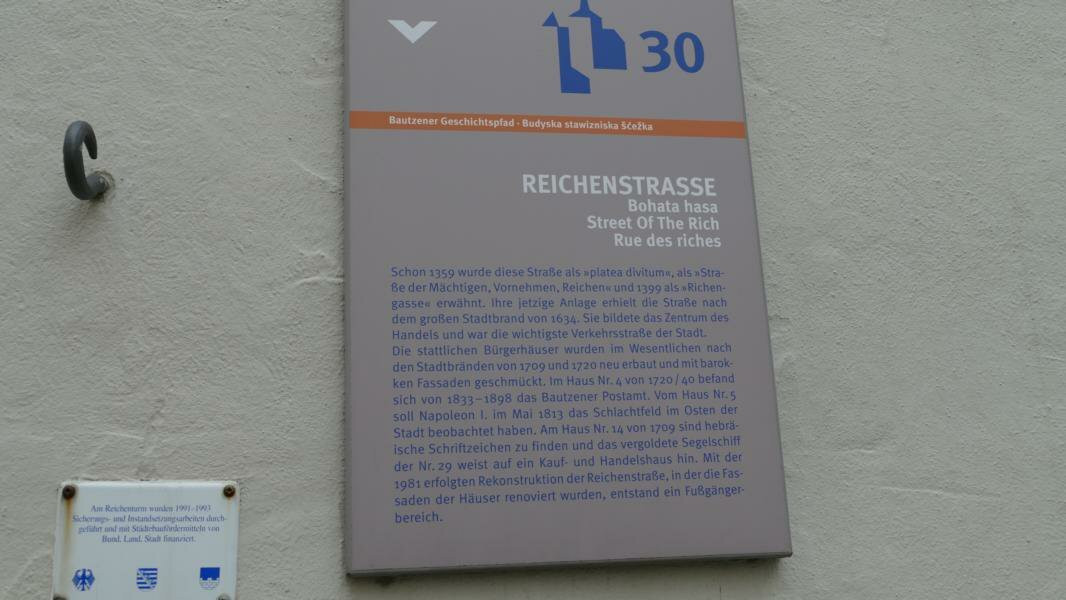 30
Bautzener Geschichtspfad · Budyska stawizniska šćežka
REICHENSTRASSE
Bohata hasa
Street Of The Rich
Rue des riches
Schon 1359 wurde diese Straße als »platea divitum«, als »Stra-
ße der Mächtigen, Vornehmen, Reichen« und 1399 als »Richen-
gasse« erwähnt. Ihre jetzige Anlage erhielt die Straße nach
dem großen Stadtbrand von 1634. Sie bildete das Zentrum des
Handels und war die wichtigste Verkehrsstraße der Stadt.
Die stattlichen Bürgerhäuser wurden im Wesentlichen nach
den Stadtbränden von 1709 und 1720 neu erbaut und mit barok-
ken Fassaden geschmückt. Im Haus Nr. 4 von 1720/40 befand
sich von 1833–1898 das Bautzener Postamt. Vom Haus Nr. 5
soll Napoleon I. im Mai 1813 das Schlachtfeld im Osten der
Stadt beobachtet haben. Am Haus Nr. 14 von 1709 sind hebrä-
ische Schriftzeichen zu finden und das vergoldete Segelschiff
der Nr. 29 weist auf ein Kauf- und Handelshaus hin. Mit der
1981 erfolgten Rekonstruktion der Reichenstraße, in der die Fas-
saden der Häuser renoviert wurden, entstand ein Fußgänger-
bereich.
Am Reichenturm wurden 1991-1993
Sicherungs- und Instandsetzungsarbeiten durch-
geführt und mit Städtebaufördermitteln von
Bund, Land, Stadt finanziert.